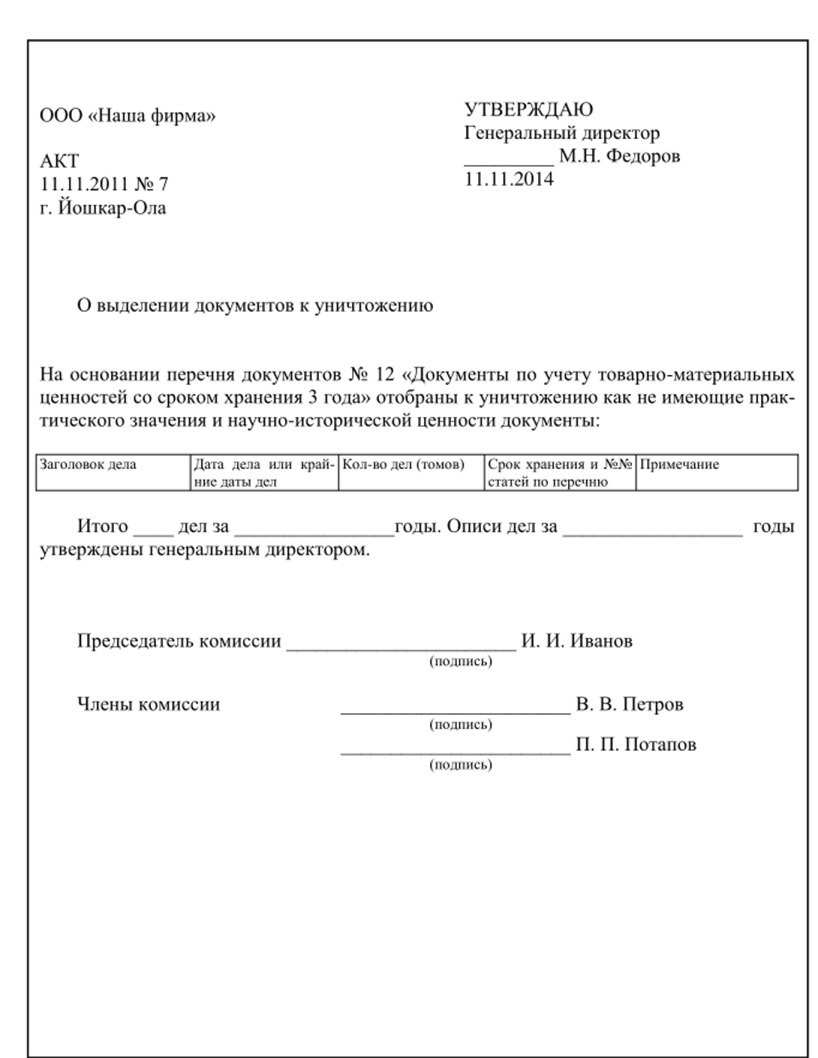 ООО «Наша фирма»
АКТ
11.11.2011 № 7
г. Йошкар-Ола
УТВЕРЖДАЮ
Генеральный директор
_________ М.Н. Федоров
11.11.2014
О выделении документов к уничтожению
На основании перечня документов № 12 «Документы по учету товарно-материальных
ценностей со сроком хранения 3 года» отобраны к уничтожению как не имеющие прак-
тического значения и научно-исторической ценности документы:
Заголовок дела
Дата дела или край-
ние даты дел
Кол-во дел (томов)
Срок хранения и №№
статей по перечню
Примечание
Итого ____ дел за ________________годы. Описи дел за __________________ годы
утверждены генеральным директором.
Председатель комиссии _______________________ И. И. Иванов
(подпись)
Члены комиссии _______________________ В. В. Петров
(подпись)
_______________________ П. П. Потапов
(подпись)